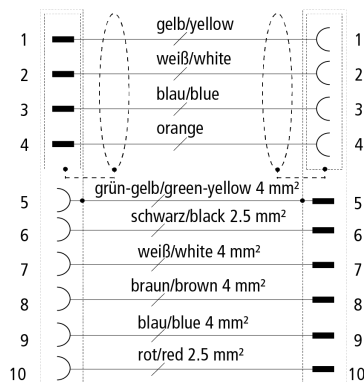 gelb/yellow
1 1
weiß/white
2 2
blau/blue
3 3
orange
4 4
grün-gelb/green-yellow 4 mm²
5 5
schwarz/black 2.5 mm²
6 6
weiß/white 4 mm²
7 7
braun/brown 4 mm²
8 8
blau/blue 4 mm²
9 9
rot/red 2.5 mm²
10 10